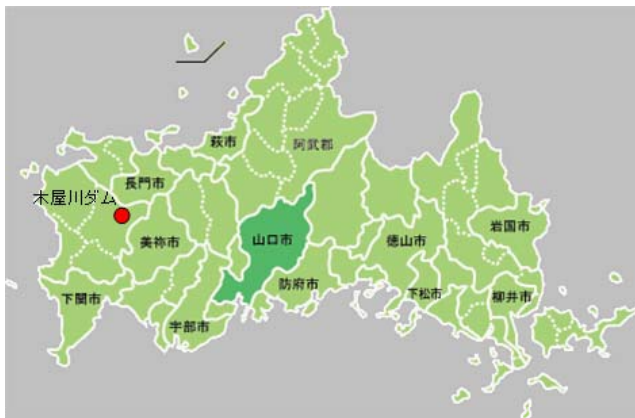 萩市
阿武郡
長門市
木屋川ダム
美祢市
山口市
徳山市
岩国市
下関市
防府市
下松市
柳井市
宇部市